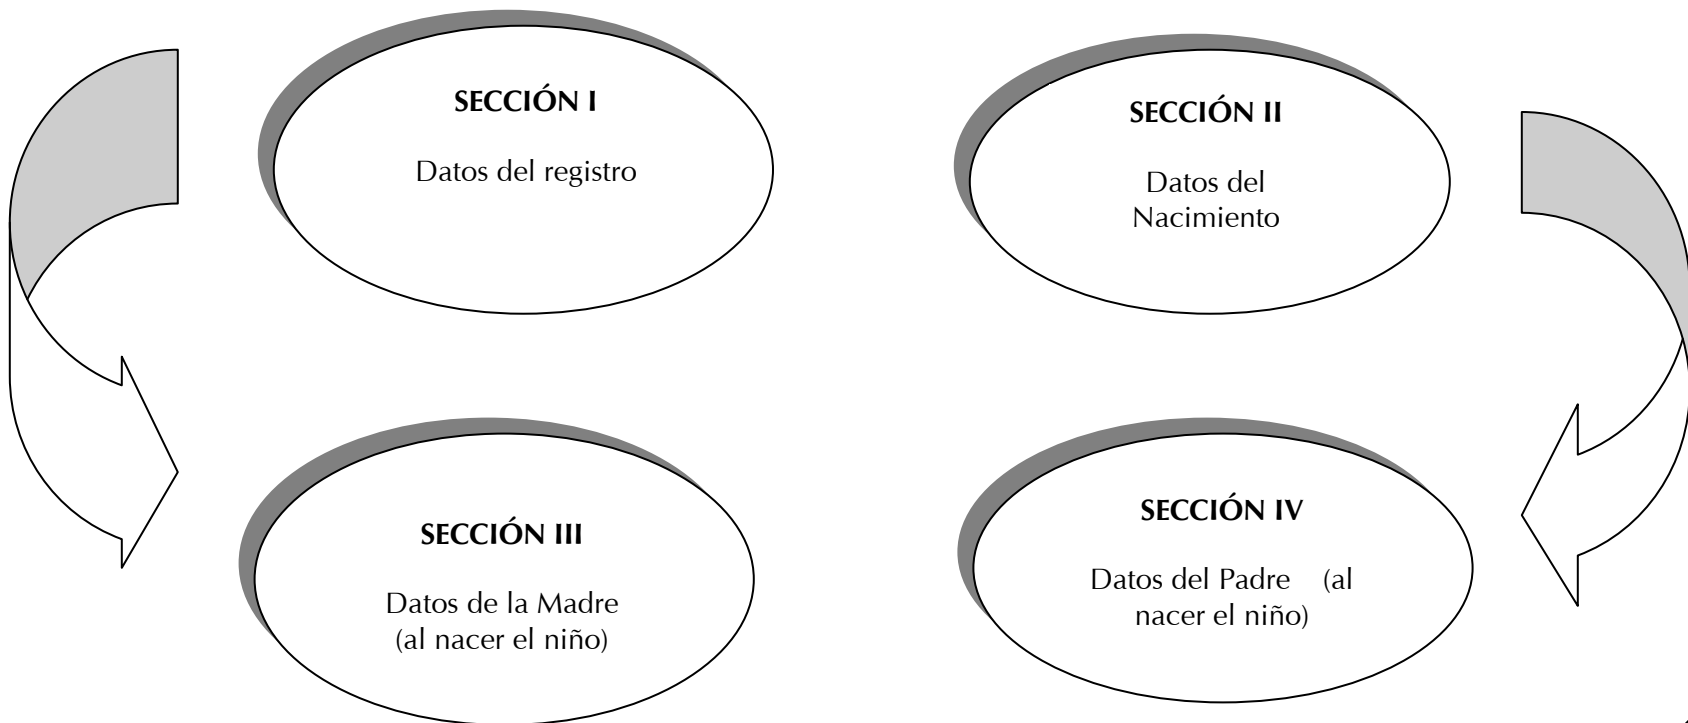 SECCIÓN I
Datos del registro
SECCIÓN II
Datos del
Nacimiento
SECCIÓN III
Datos de la Madre
(al nacer el niño)
SECCIÓN IV
Datos del Padre (al
nacer el niño)